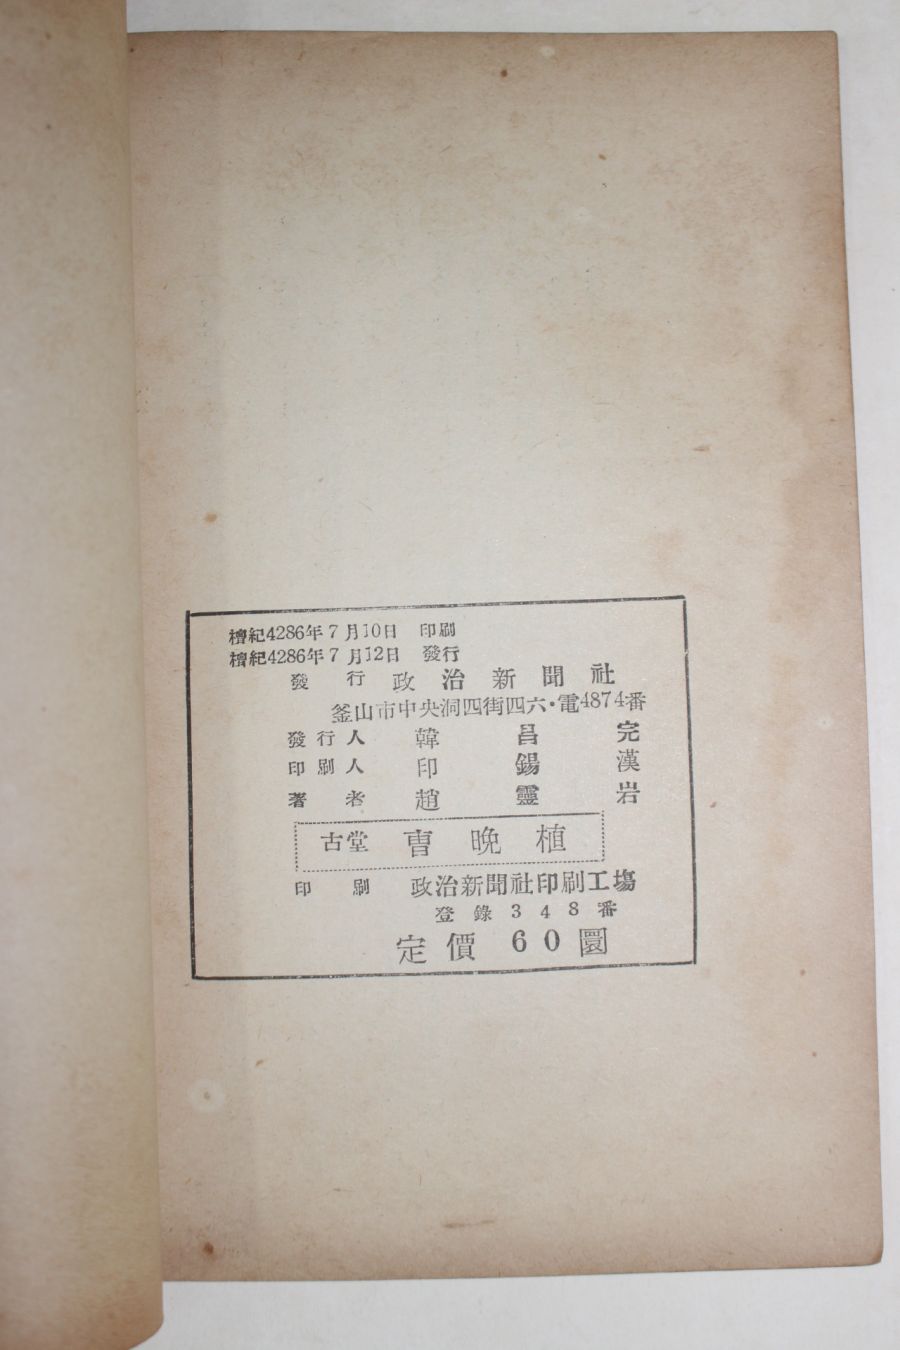 檀紀4286年7月10日 印刷
檀紀4286年7月12日 發行
發行 政治新聞社
釜山市中央洞四街四六・電4874番
發行人 韓昌完
印刷人 印錫漢
著者 趙靈岩
古堂 曺晩植
印刷 政治新聞社印刷工塲
登錄348番
定價 60圜